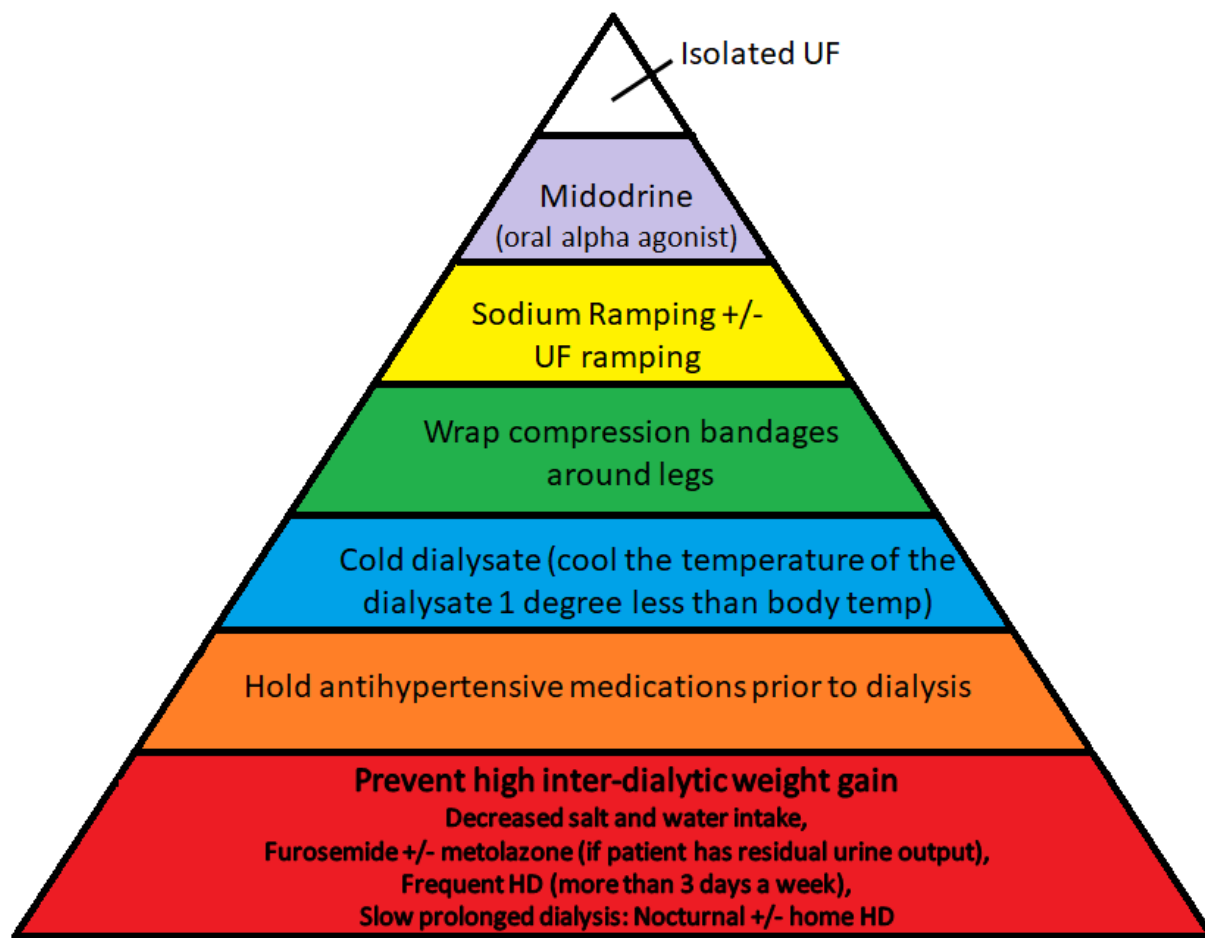 Isolated UF
Midodrine
(oral alpha agonist)
Sodium Ramping +/-
UF ramping
Wrap compression bandages
around legs
Cold dialysate (cool the temperature of the
dialysate 1 degree less than body temp)
Hold antihypertensive medications prior to dialysis
Prevent high inter-dialytic weight gain
Decreased salt and water intake,
Furosemide +/- metolazone (if patient has residual urine output),
Frequent HD (more than 3 days a week),
Slow prolonged dialysis: Nocturnal +/- home HD